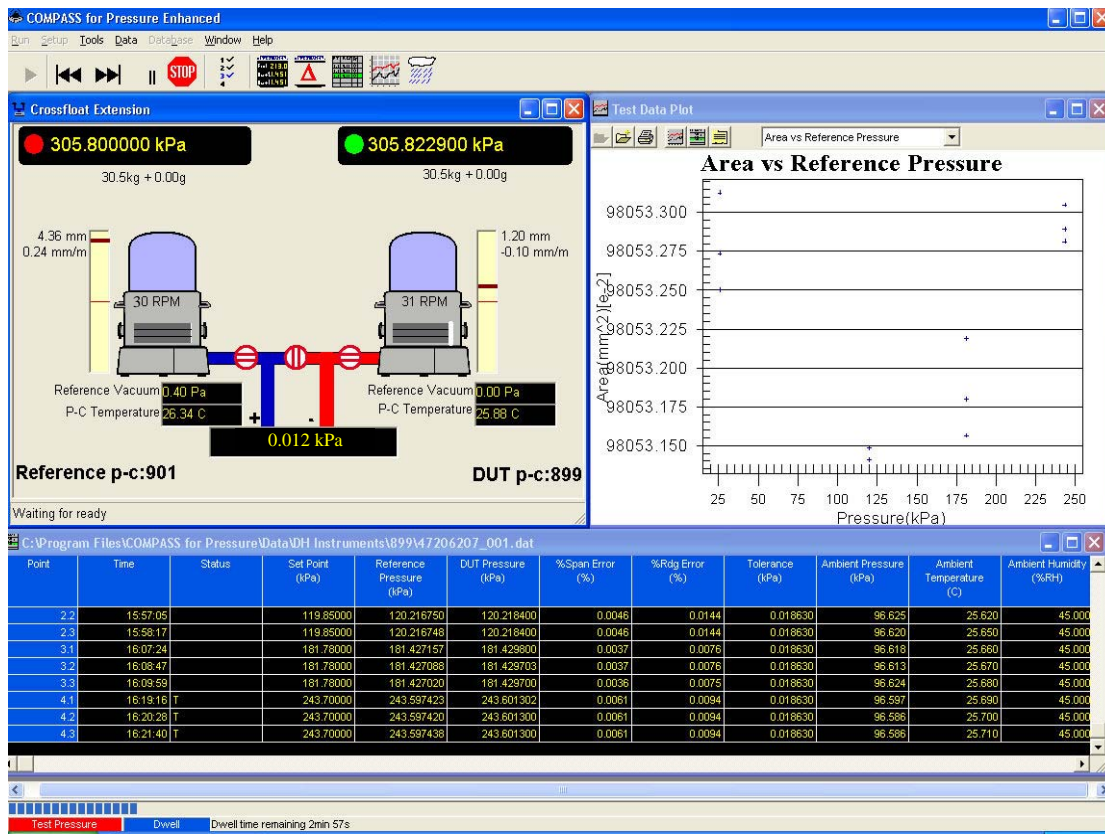 COMPASS for Pressure Enhanced
Run Setup Tools Data Database Window Help
STOP
Crossfloat Extension
305.800000 kPa
305.822900 kPa
30.5kg + 0.00g
30.5kg + 0.00g
4.36 mm
0.24 mm/m
1.20 mm
-0.10 mm/m
30 RPM
31 RPM
Reference Vacuum 0.40 Pa
P-C Temperature 26.34 C
Reference Vacuum 0.00 Pa
P-C Temperature 25.88 C
+ -
0.012 kPa
Reference p-c:901
DUT p-c:899
Waiting for ready
Test Data Plot
Area vs Reference Pressure
Area vs Reference Pressure
98053.300
98053.275
98053.250
98053.225
98053.200
98053.175
98053.150
Area(mm^2)[e-2]
25 50 75 100 125 150 175 200 225 250
Pressure(kPa)
C:\Program Files\COMPASS for Pressure\Data\DH Instruments\899\47206207_001.dat
Point Time Status Set Point (kPa) Reference Pressure (kPa) DUT Pressure (kPa) %Span Error (%) %Rdg Error (%) Tolerance (kPa) Ambient Pressure (kPa) Ambient Temperature (C) Ambient Humidity (%RH)
2.2 15:57:05 119.85000 120.216750 120.218400 0.0046 0.0144 0.018630 96.625 25.620 45.000
2.3 15:58:17 119.85000 120.216748 120.218400 0.0046 0.0144 0.018630 96.620 25.650 45.000
3.1 16:07:24 181.78000 181.427157 181.429800 0.0037 0.0076 0.018630 96.618 25.660 45.000
3.2 16:08:47 181.78000 181.427088 181.429703 0.0037 0.0076 0.018630 96.613 25.670 45.000
3.3 16:09:59 181.78000 181.427020 181.429700 0.0036 0.0075 0.018630 96.624 25.680 45.000
4.1 16:19:16 T 243.70000 243.597423 243.601302 0.0061 0.0094 0.018630 96.597 25.690 45.000
4.2 16:20:28 T 243.70000 243.597420 243.601300 0.0061 0.0094 0.018630 96.586 25.700 45.000
4.3 16:21:40 T 243.70000 243.597438 243.601300 0.0061 0.0094 0.018630 96.586 25.710 45.000
Test Pressure Dwell Dwell time remaining 2min 57s